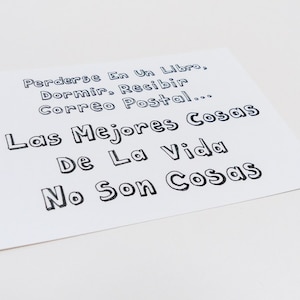 Perderse En Un Libro,
Dormir, Recibir
Correo Postal...
Las Mejores Cosas
De La Vida
No Son Cosas